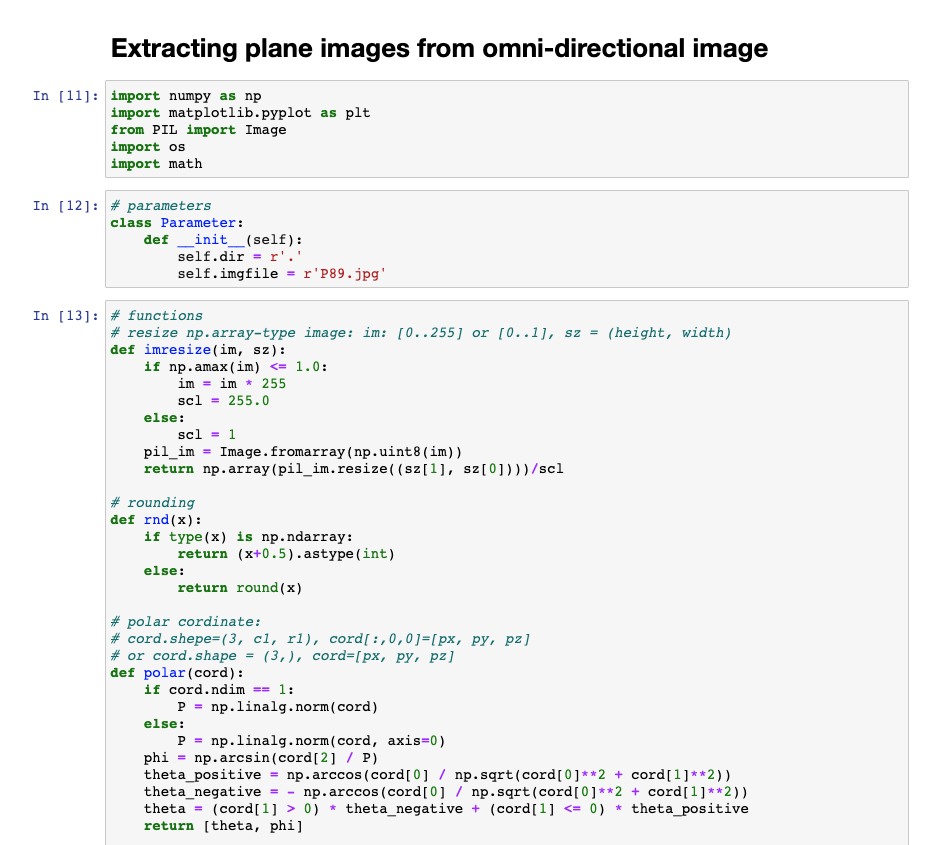 Extracting plane images from omni-directional image
In [11]: import numpy as np
import matplotlib.pyplot as plt
from PIL import Image
import os
import math
In [12]: # parameters
class Parameter:
    def __init__(self):
        self.dir = r'.'
        self.imgfile = r'P89.jpg'
In [13]: # functions
# resize np.array-type image: im: [0..255] or [0..1], sz = (height, width)
def imresize(im, sz):
    if np.amax(im) <= 1.0:
        im = im * 255
        scl = 255.0
    else:
        scl = 1
    pil_im = Image.fromarray(np.uint8(im))
    return np.array(pil_im.resize((sz[1], sz[0])))/scl
# rounding
def rnd(x):
    if type(x) is np.ndarray:
        return (x+0.5).astype(int)
    else:
        return round(x)
# polar cordinate:
# cord.shepe=(3, c1, r1), cord[:,0,0]=[px, py, pz]
# or cord.shape = (3,), cord=[px, py, pz]
def polar(cord):
    if cord.ndim == 1:
        P = np.linalg.norm(cord)
    else:
        P = np.linalg.norm(cord, axis=0)
    phi = np.arcsin(cord[2] / P)
    theta_positive = np.arccos(cord[0] / np.sqrt(cord[0]**2 + cord[1]**2))
    theta_negative = - np.arccos(cord[0] / np.sqrt(cord[0]**2 + cord[1]**2))
    theta = (cord[1] > 0) * theta_negative + (cord[1] <= 0) * theta_positive
    return [theta, phi]